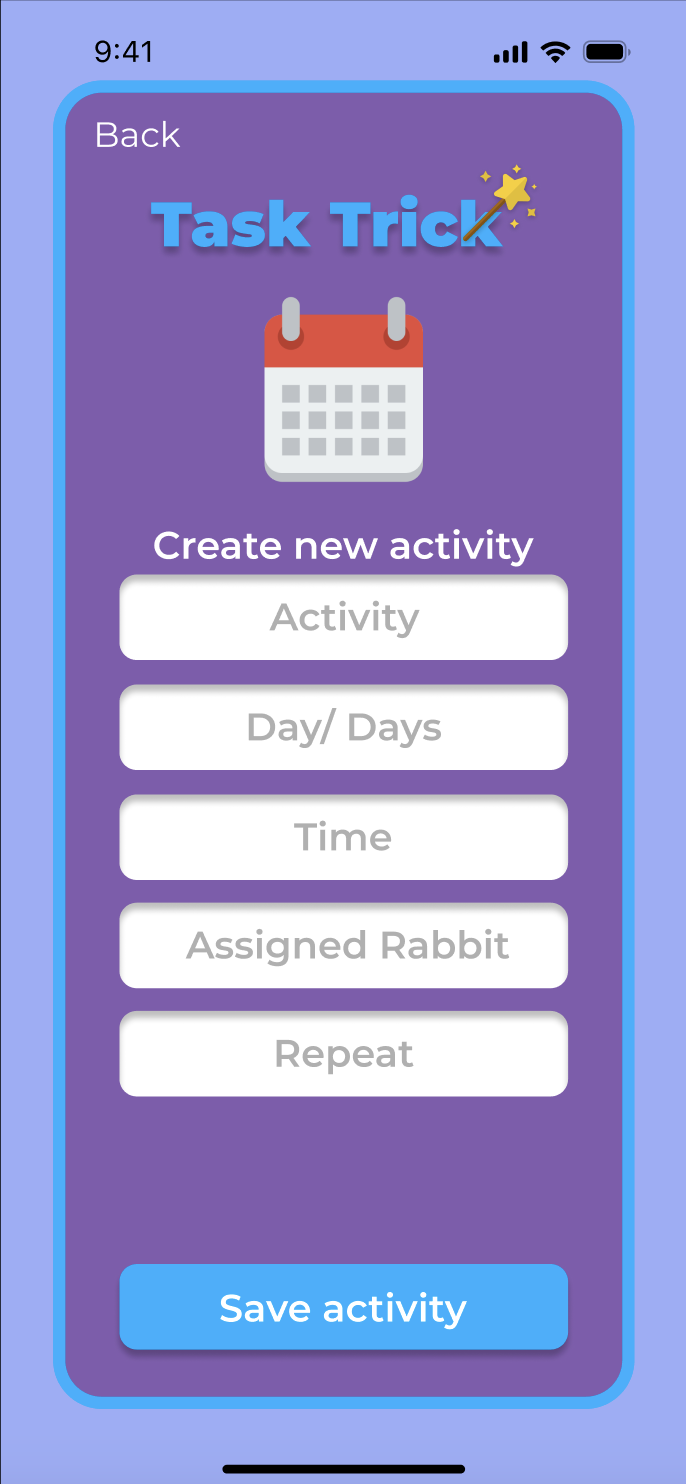 9:41
Back
Task Trick
Create new activity
Activity
Day/ Days
Time
Assigned Rabbit
Repeat
Save activity